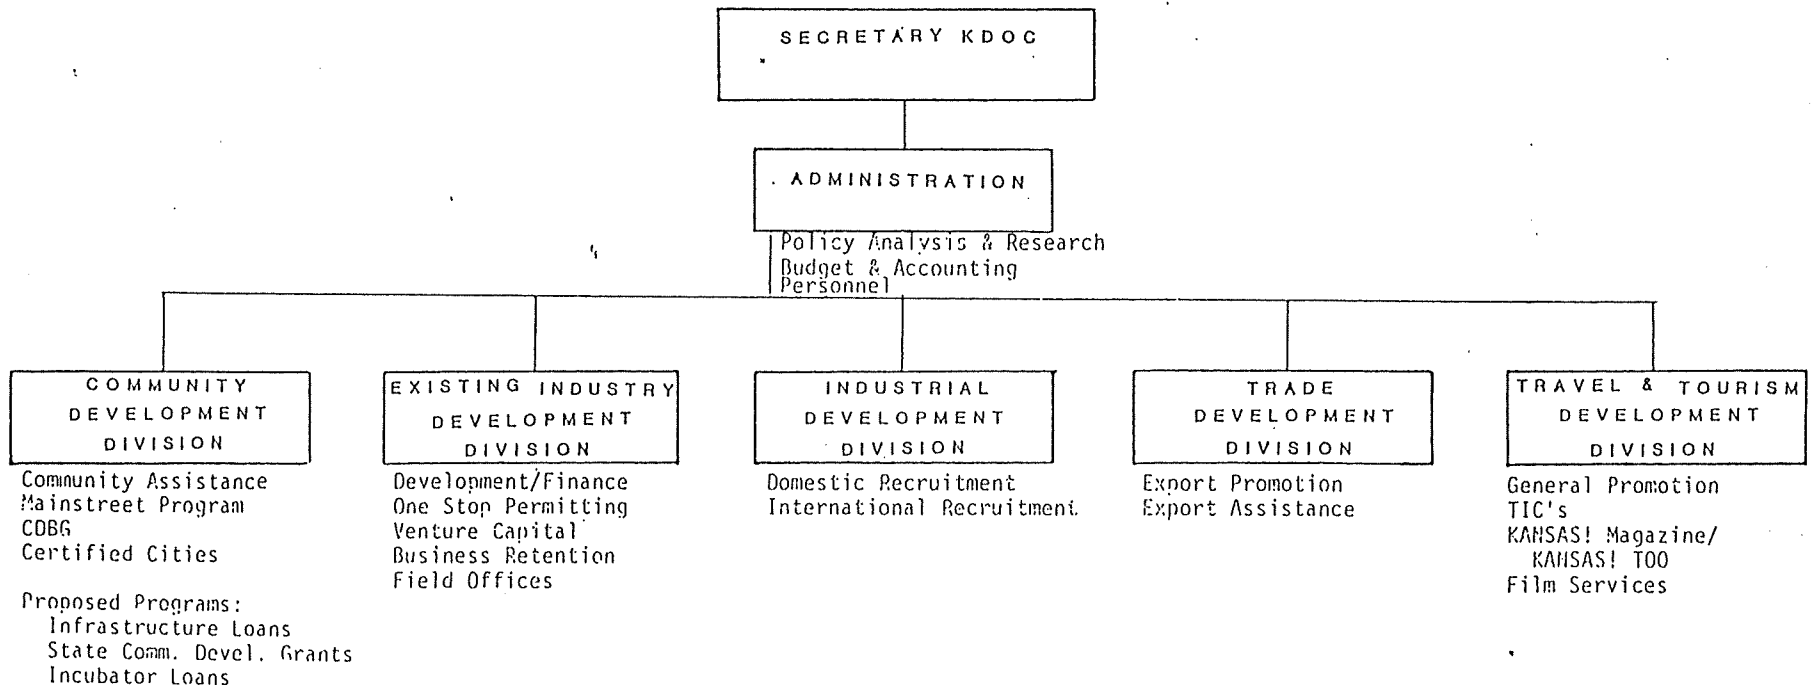 SECRETARY KDOC
ADMINISTRATION
Policy Analysis & Research
Budget & Accounting
Personnel
COMMUNITY
DEVELOPMENT
DIVISION
Community Assistance
Mainstreet Program
CDBG
Certified Cities
Proposed Programs:
Infrastructure Loans
State Comm. Devel. Grants
Incubator Loans
EXISTING INDUSTRY
DEVELOPMENT
DIVISION
Development/Finance
One Stop Permitting
Venture Capital
Business Retention
Field Offices
INDUSTRIAL
DEVELOPMENT
DIVISION
Domestic Recruitment
International Recruitment
TRADE
DEVELOPMENT
DIVISION
Export Promotion
Export Assistance
TRAVEL & TOURISM
DEVELOPMENT
DIVISION
General Promotion
TIC's
KANSAS! Magazine/
KANSAS! TOO
Film Services